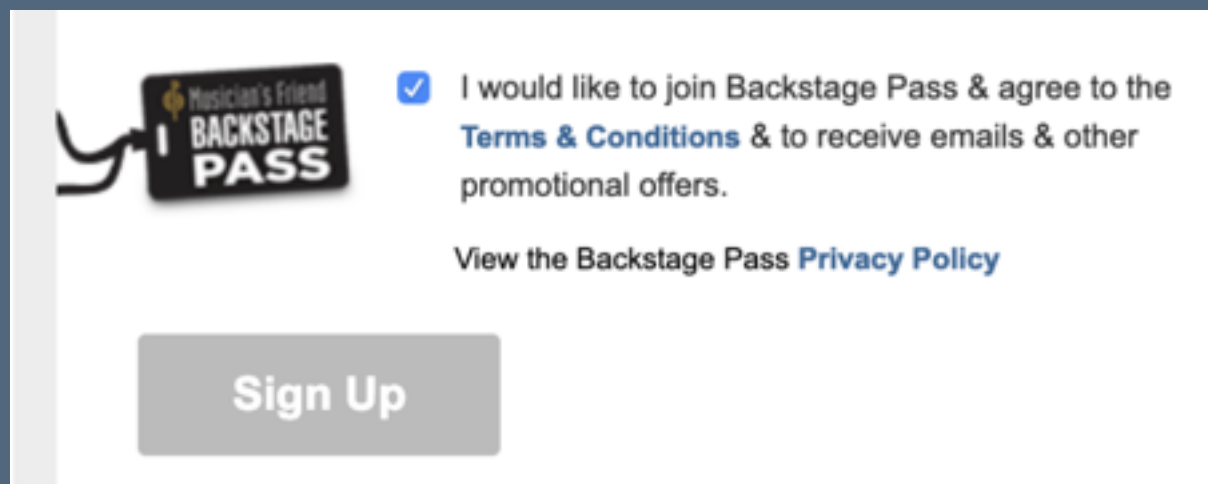 Musician's Friend
BACKSTAGE
PASS
I would like to join Backstage Pass & agree to the
Terms & Conditions & to receive emails & other
promotional offers.
View the Backstage Pass Privacy Policy
Sign Up